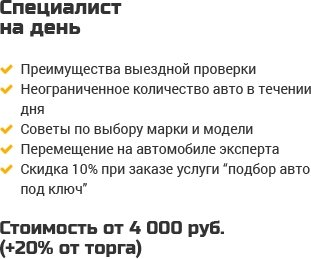 Специалист
на день
Преимущества выездной проверки
Неограниченное количество авто в течении
дня
Советы по выбору марки и модели
Перемещение на автомобиле эксперта
Скидка 10% при заказе услуги “подбор авто
под ключ”
Стоимость от 4 000 руб.
(+20% от торга)